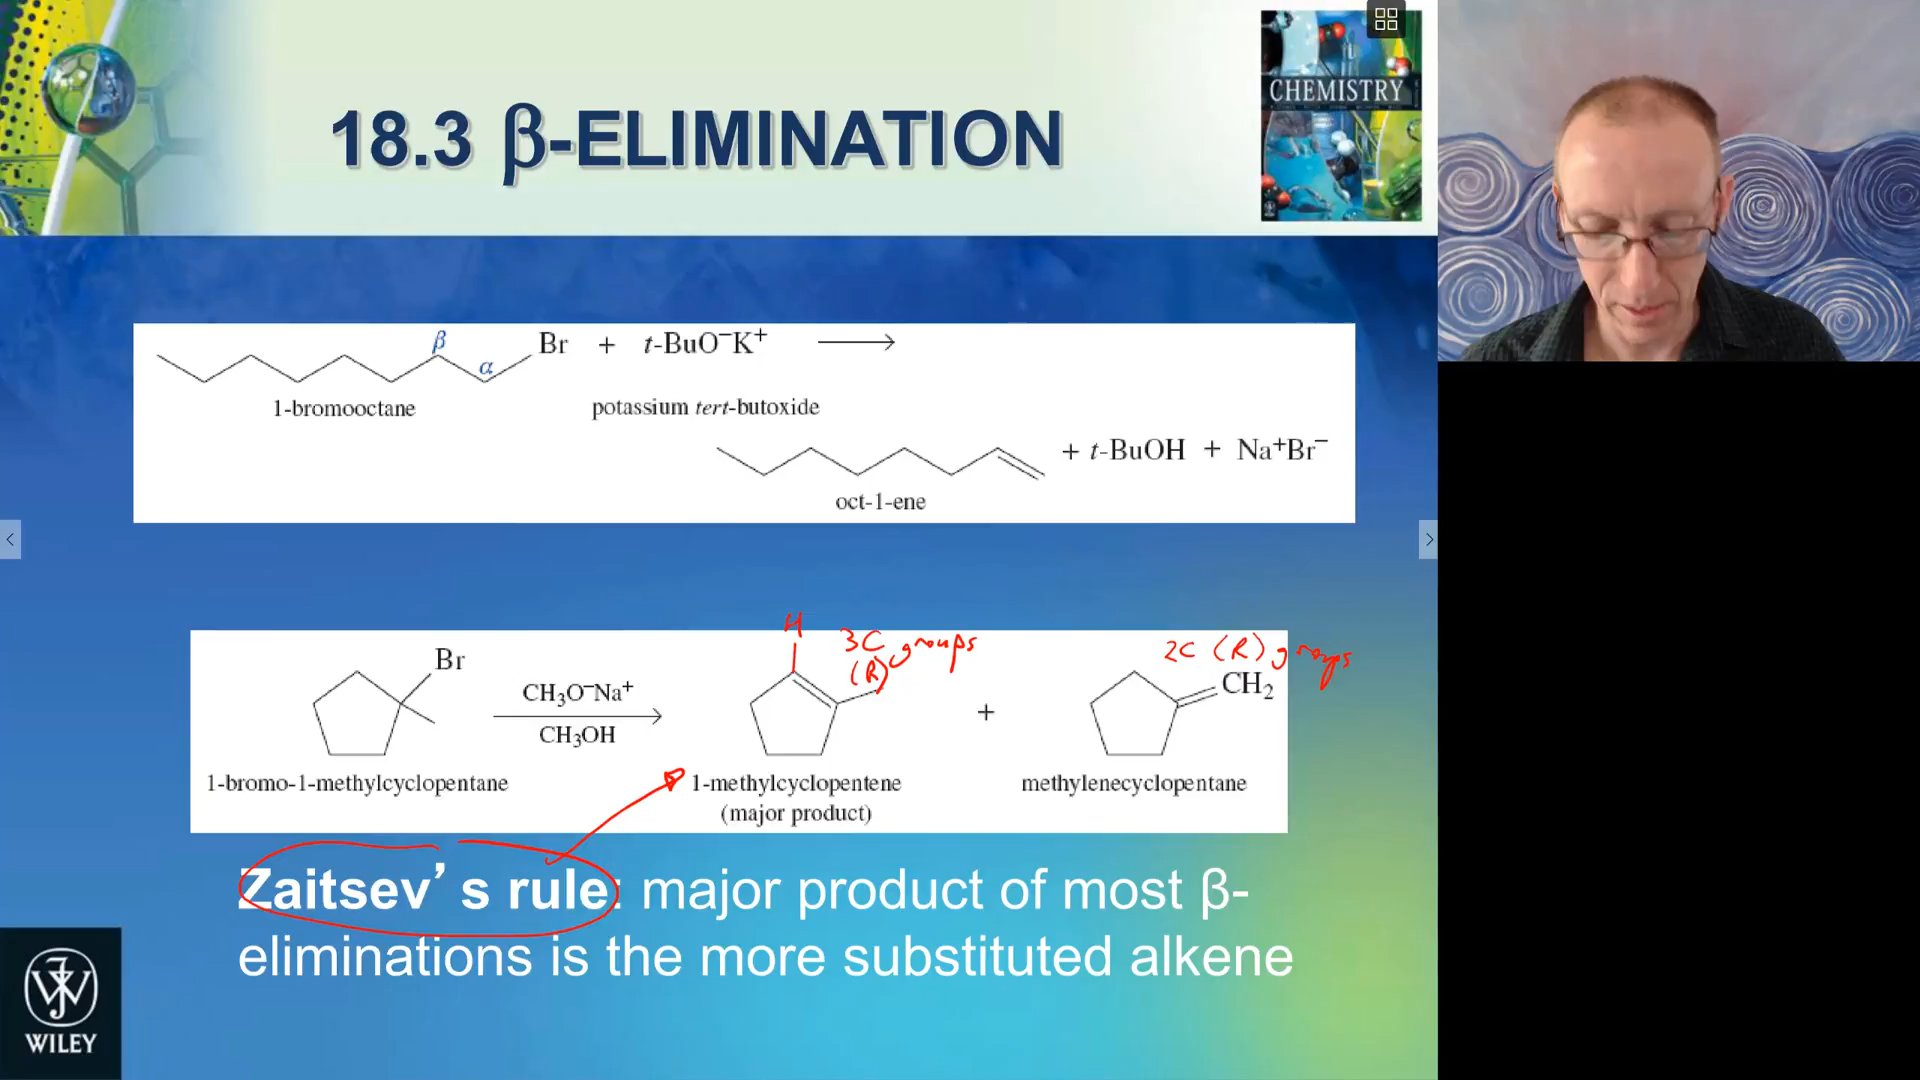 CHEMISTRY
18.3 β-ELIMINATION
β
α
Br + t-BuO⁻K⁺
1-bromooctane
potassium tert-butoxide
+ t-BuOH + Na⁺Br⁻
oct-1-ene
H
3C groups
(R)
2C (R) groups
Br
CH₃O⁻Na⁺
CH₃OH
+
CH₂
1-bromo-1-methylcyclopentane
1-methylcyclopentene
(major product)
methylenecyclopentane
Zaitsev’s rule: major product of most β-
eliminations is the more substituted alkene
WILEY